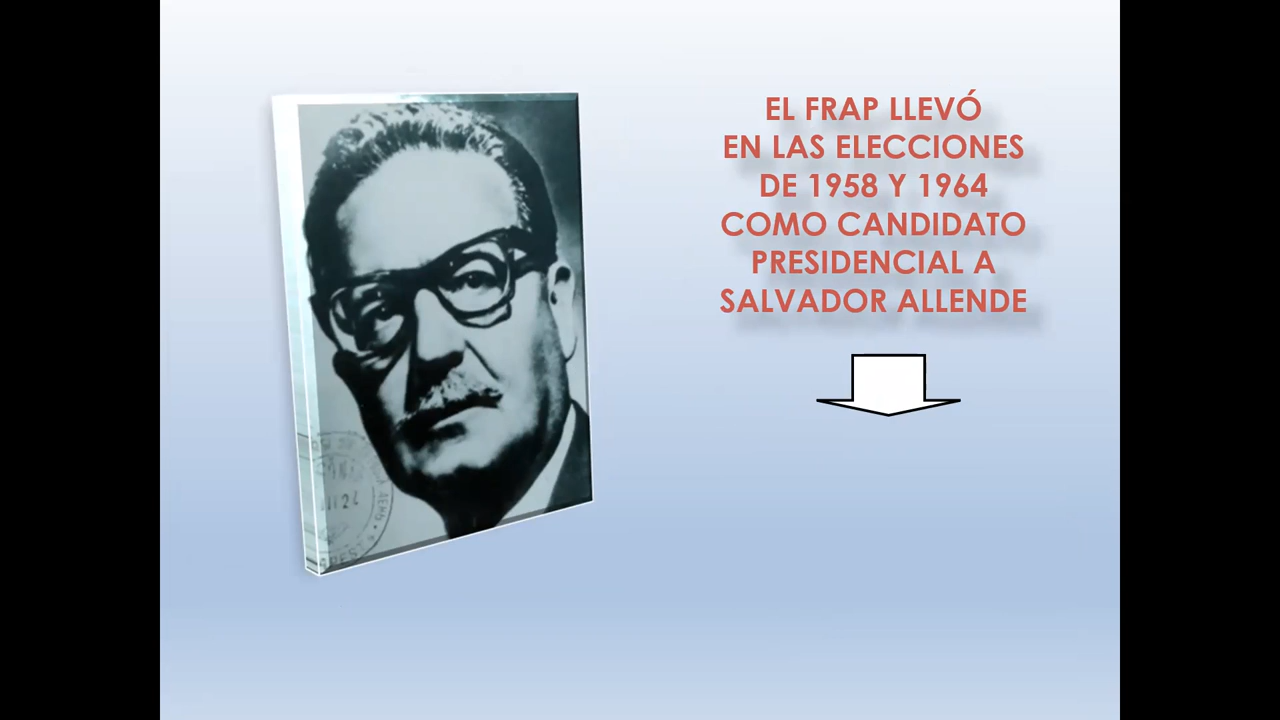 EL FRAP LLEVÓ
EN LAS ELECCIONES
DE 1958 Y 1964
COMO CANDIDATO
PRESIDENCIAL A
SALVADOR ALLENDE